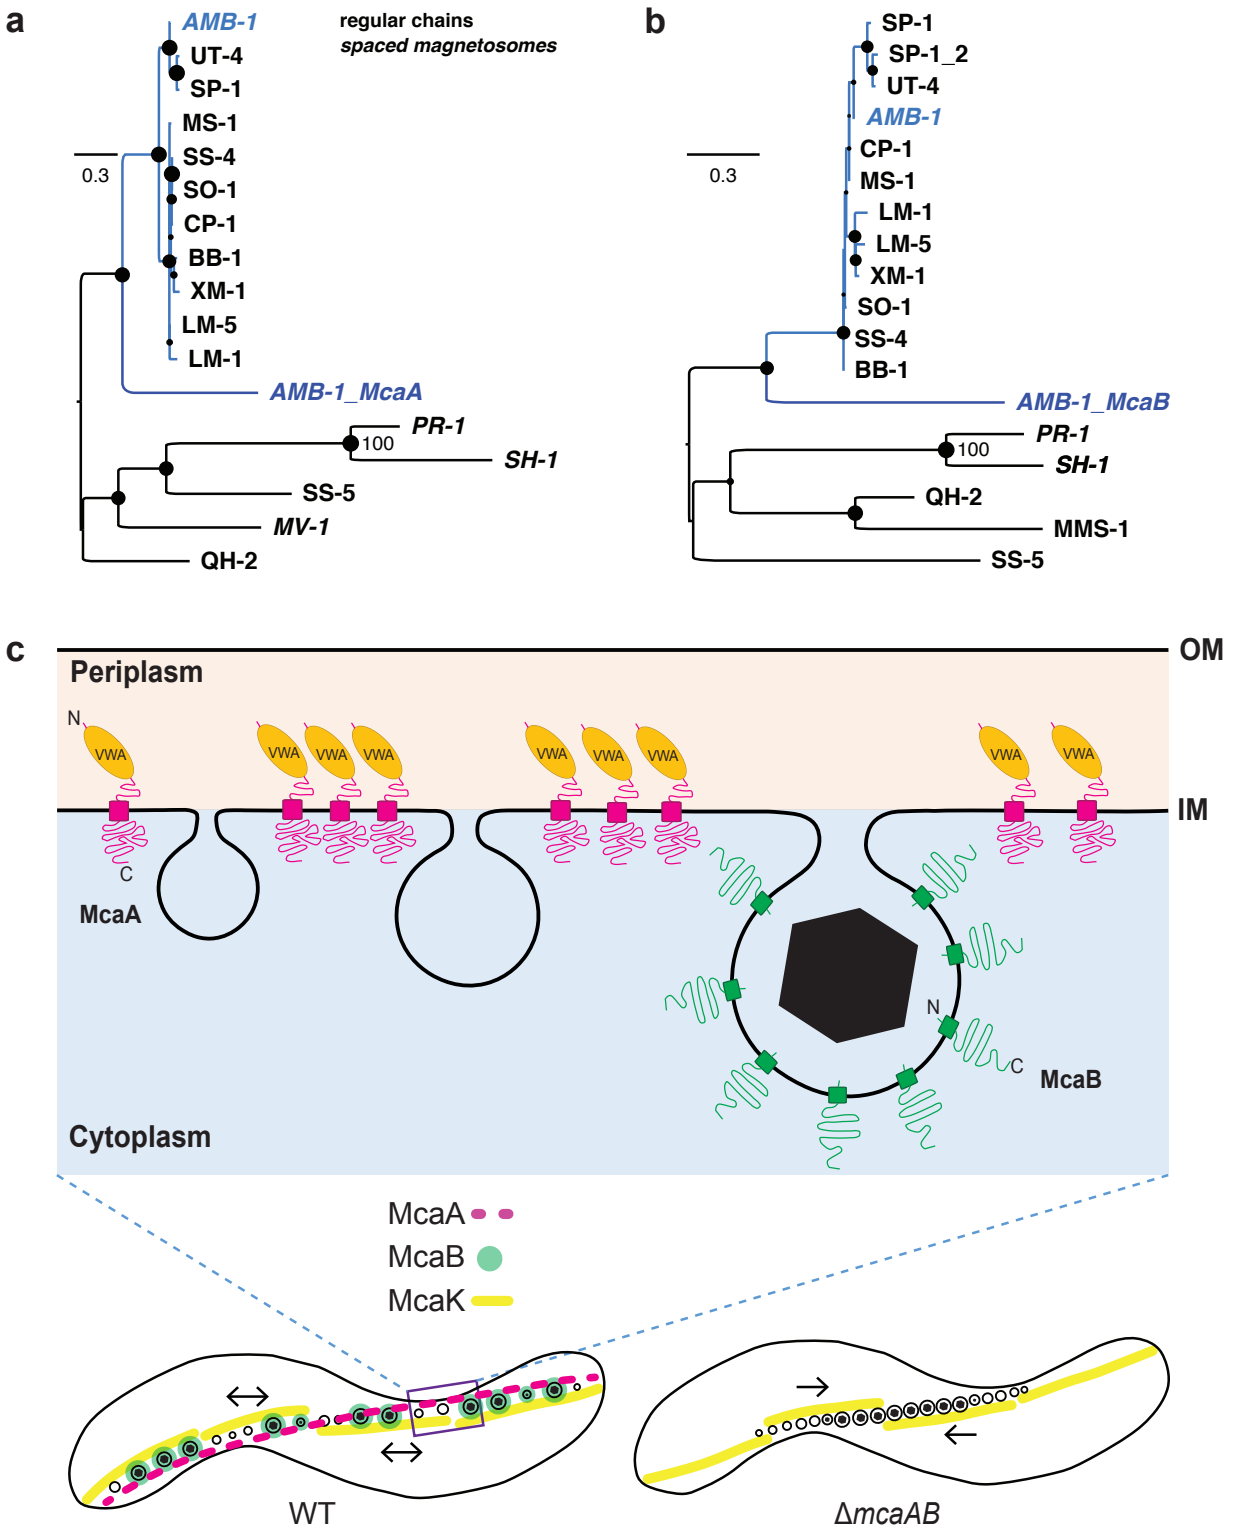 a
AMB-1
UT-4
SP-1
MS-1
SS-4
SO-1
CP-1
BB-1
XM-1
LM-5
LM-1
AMB-1_McaA
PR-1
100
SH-1
SS-5
MV-1
QH-2
0.3
regular chains
spaced magnetosomes
b
SP-1
SP-1_2
UT-4
AMB-1
CP-1
MS-1
LM-1
LM-5
XM-1
SO-1
SS-4
BB-1
AMB-1_McaB
PR-1
100
SH-1
QH-2
MMS-1
SS-5
0.3
c
OM
Periplasm
N
VWA
VWA
VWA
VWA
VWA
VWA
VWA
VWA
VWA
IM
C
McaA
N
C
McaB
Cytoplasm
McaA
McaB
McaK
WT
ΔmcaAB